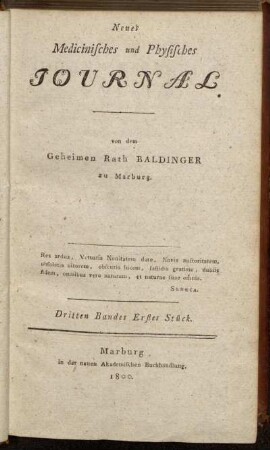 Neues
Medicinisches und Physisches
JOURNAL
von dem
Geheimen Rath BALDINGER
zu Marburg.
Res ardua, Vetustis Novitatem dare, Novis auctoritatem,
obsoletis nitorem, obscuris lucem, fastidis gratiam, dubiis
fidem, omnibus vero naturam, et naturae suae omnia.
Seneca.
Dritten Bandes Erstes Stück.
Marburg
in der neuen Akademischen Buchhandlung.
1800.